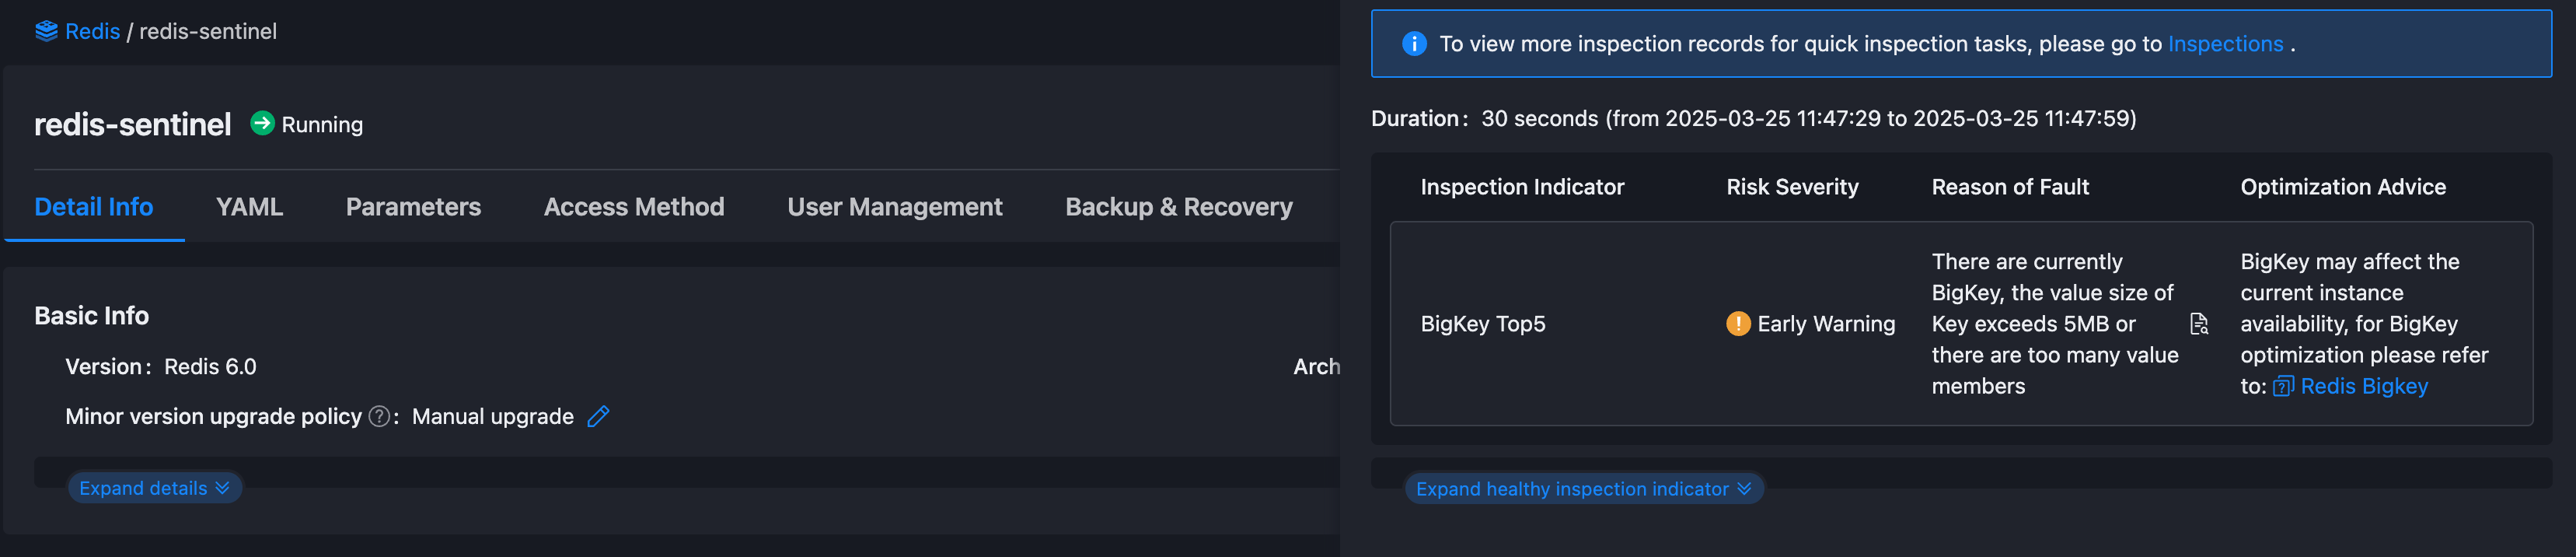 Redis / redis-sentinel
redis-sentinel Running
Detail Info YAML Parameters Access Method User Management Backup & Recovery
Basic Info
Version: Redis 6.0
Arch
Minor version upgrade policy ? : Manual upgrade
Expand details
To view more inspection records for quick inspection tasks, please go to Inspections .
Duration: 30 seconds (from 2025-03-25 11:47:29 to 2025-03-25 11:47:59)
Inspection Indicator Risk Severity Reason of Fault Optimization Advice
BigKey Top5
Early Warning
There are currently
BigKey, the value size of
Key exceeds 5MB or
there are too many value
members
BigKey may affect the
current instance
availability, for BigKey
optimization please refer
to: Redis Bigkey
Expand healthy inspection indicator